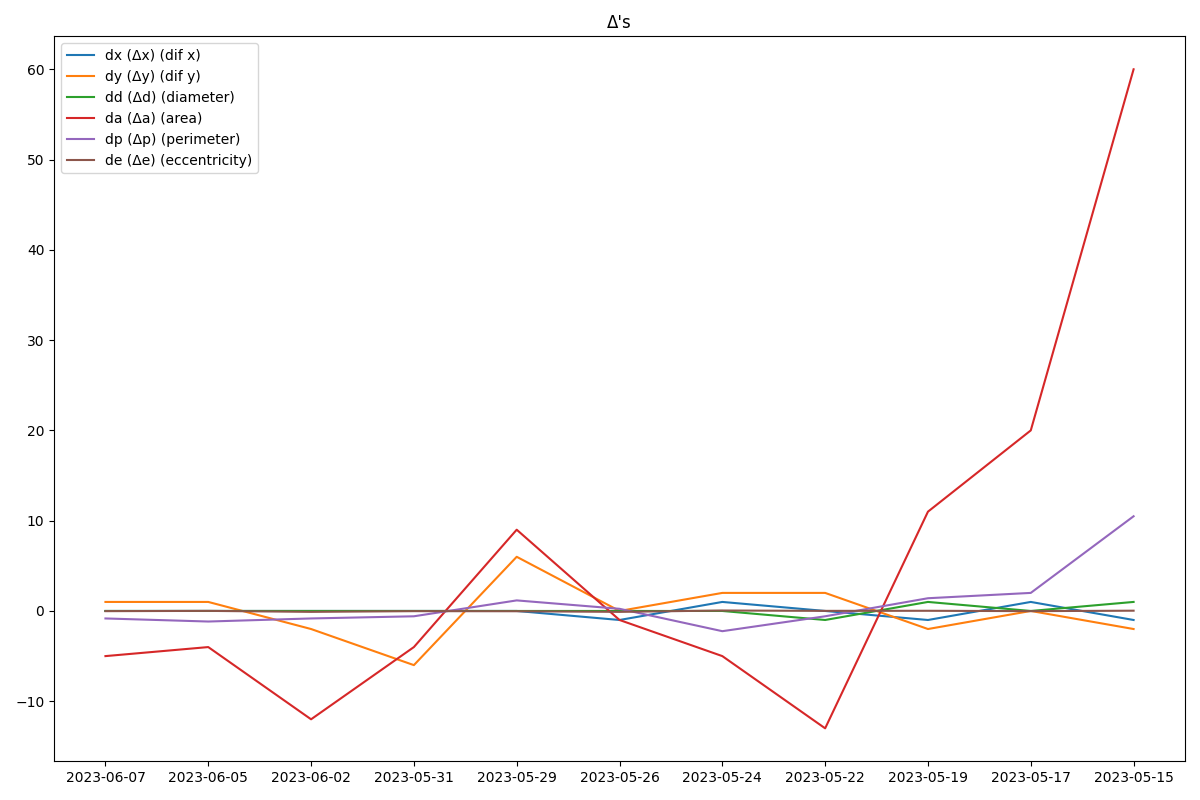 Δ's
dx (Δx) (dif x)
dy (Δy) (dif y)
dd (Δd) (diameter)
da (Δa) (area)
dp (Δp) (perimeter)
de (Δe) (eccentricity)
60
50
40
30
20
10
0
−10
2023-06-07 2023-06-05 2023-06-02 2023-05-31 2023-05-29 2023-05-26 2023-05-24 2023-05-22 2023-05-19 2023-05-17 2023-05-15